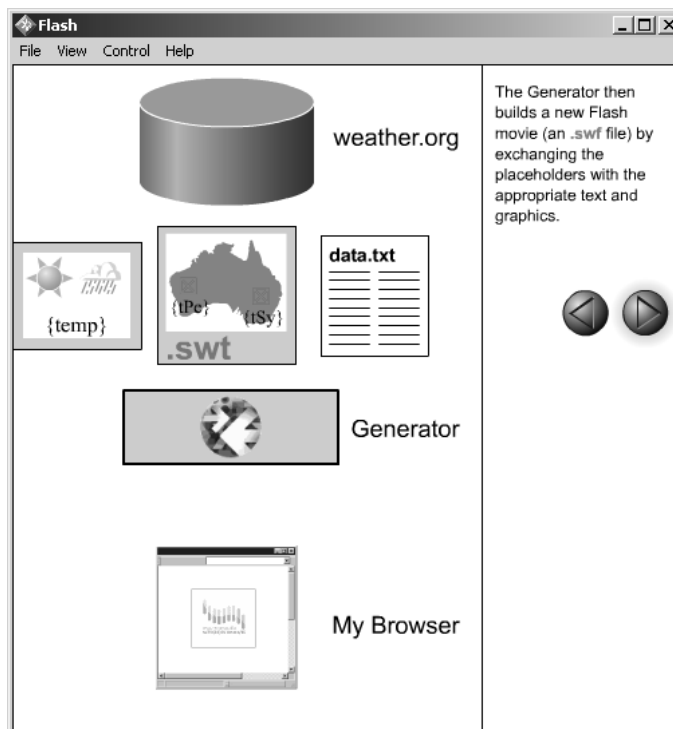 Flash
File View Control Help
weather.org
The Generator then
builds a new Flash
movie (an .swf file) by
exchanging the
placeholders with the
appropriate text and
graphics.
{temp}
{tPe}
{tSy}
.swt
data.txt
Generator
My Browser